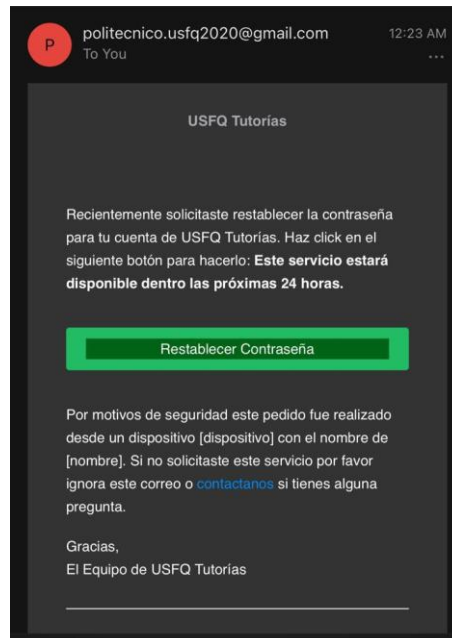 P
politecnico.usfq2020@gmail.com
12:23 AM
To You
...
USFQ Tutorías
Recientemente solicitaste restablecer la contraseña
para tu cuenta de USFQ Tutorías. Haz click en el
siguiente botón para hacerlo: Este servicio estará
disponible dentro las próximas 24 horas.
Restablecer Contraseña
Por motivos de seguridad este pedido fue realizado
desde un dispositivo [dispositivo] con el nombre de
[nombre]. Si no solicitaste este servicio por favor
ignora este correo o contactanos si tienes alguna
pregunta.
Gracias,
El Equipo de USFQ Tutorías